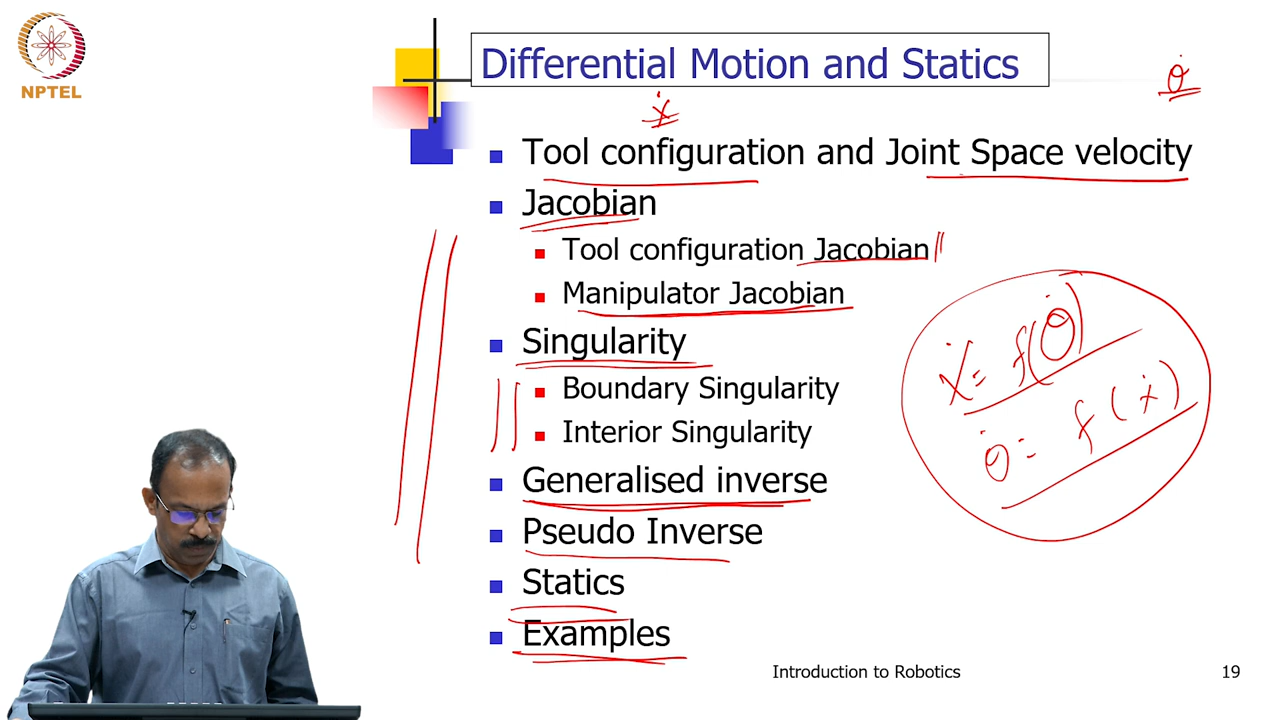 NPTEL
Differential Motion and Statics
θ̇
ẋ
Tool configuration and Joint Space velocity
Jacobian
Tool configuration Jacobian
Manipulator Jacobian
Singularity
Boundary Singularity
Interior Singularity
Ẋ = f(θ̇)
θ̇ = f(ẋ)
Generalised inverse
Pseudo Inverse
Statics
Examples
Introduction to Robotics
19